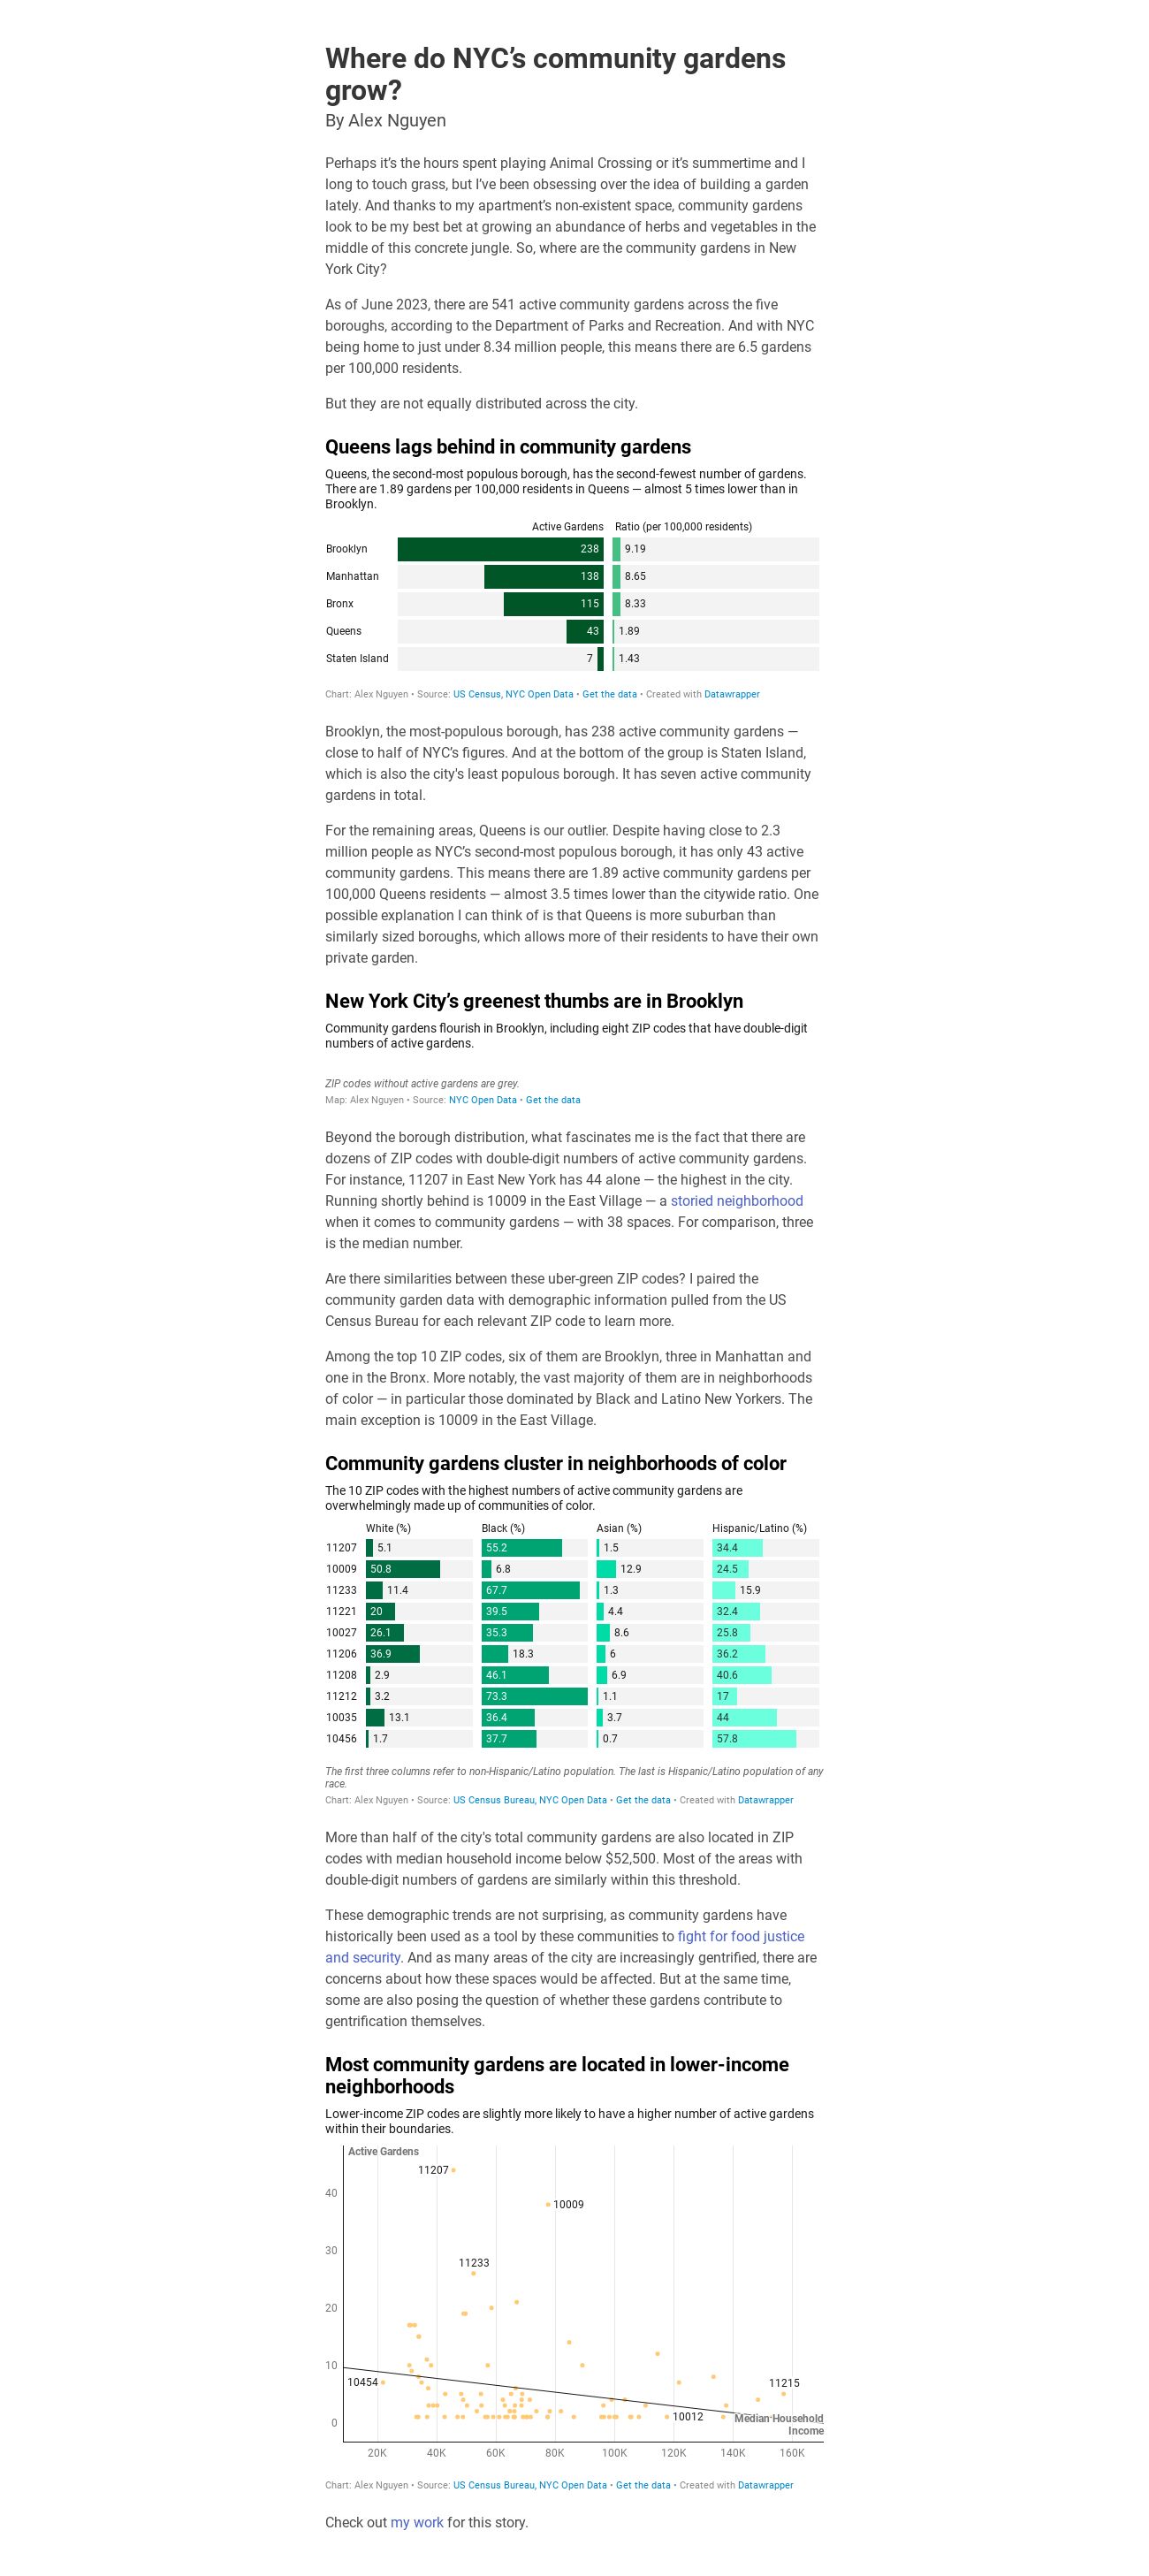 Where do NYC’s community gardens
grow?
By Alex Nguyen
Perhaps it’s the hours spent playing Animal Crossing or it’s summertime and I
long to touch grass, but I’ve been obsessing over the idea of building a garden
lately. And thanks to my apartment’s non-existent space, community gardens
look to be my best bet at growing an abundance of herbs and vegetables in the
middle of this concrete jungle. So, where are the community gardens in New
York City?
As of June 2023, there are 541 active community gardens across the five
boroughs, according to the Department of Parks and Recreation. And with NYC
being home to just under 8.34 million people, this means there are 6.5 gardens
per 100,000 residents.
But they are not equally distributed across the city.
Queens lags behind in community gardens
Queens, the second-most populous borough, has the second-fewest number of gardens.
There are 1.89 gardens per 100,000 residents in Queens — almost 5 times lower than in
Brooklyn.
Active Gardens Ratio (per 100,000 residents)
Brooklyn 238 9.19
Manhattan 138 8.65
Bronx 115 8.33
Queens 43 1.89
Staten Island 7 1.43
Chart: Alex Nguyen • Source: US Census, NYC Open Data • Get the data • Created with Datawrapper
Brooklyn, the most-populous borough, has 238 active community gardens —
close to half of NYC’s figures. And at the bottom of the group is Staten Island,
which is also the city's least populous borough. It has seven active community
gardens in total.
For the remaining areas, Queens is our outlier. Despite having close to 2.3
million people as NYC’s second-most populous borough, it has only 43 active
community gardens. This means there are 1.89 active community gardens per
100,000 Queens residents — almost 3.5 times lower than the citywide ratio. One
possible explanation I can think of is that Queens is more suburban than
similarly sized boroughs, which allows more of their residents to have their own
private garden.
New York City’s greenest thumbs are in Brooklyn
Community gardens flourish in Brooklyn, including eight ZIP codes that have double-digit
numbers of active gardens.
ZIP codes without active gardens are grey.
Map: Alex Nguyen • Source: NYC Open Data • Get the data
Beyond the borough distribution, what fascinates me is the fact that there are
dozens of ZIP codes with double-digit numbers of active community gardens.
For instance, 11207 in East New York has 44 alone — the highest in the city.
Running shortly behind is 10009 in the East Village — a storied neighborhood
when it comes to community gardens — with 38 spaces. For comparison, three
is the median number.
Are there similarities between these uber-green ZIP codes? I paired the
community garden data with demographic information pulled from the US
Census Bureau for each relevant ZIP code to learn more.
Among the top 10 ZIP codes, six of them are Brooklyn, three in Manhattan and
one in the Bronx. More notably, the vast majority of them are in neighborhoods
of color — in particular those dominated by Black and Latino New Yorkers. The
main exception is 10009 in the East Village.
Community gardens cluster in neighborhoods of color
The 10 ZIP codes with the highest numbers of active community gardens are
overwhelmingly made up of communities of color.
White (%) Black (%) Asian (%) Hispanic/Latino (%)
11207 5.1 55.2 1.5 34.4
10009 50.8 6.8 12.9 24.5
11233 11.4 67.7 1.3 15.9
11221 20 39.5 4.4 32.4
10027 26.1 35.3 8.6 25.8
11206 36.9 18.3 6 36.2
11208 2.9 46.1 6.9 40.6
11212 3.2 73.3 1.1 17
10035 13.1 36.4 3.7 44
10456 1.7 37.7 0.7 57.8
The first three columns refer to non-Hispanic/Latino population. The last is Hispanic/Latino population of any
race.
Chart: Alex Nguyen • Source: US Census Bureau, NYC Open Data • Get the data • Created with Datawrapper
More than half of the city's total community gardens are also located in ZIP
codes with median household income below $52,500. Most of the areas with
double-digit numbers of gardens are similarly within this threshold.
These demographic trends are not surprising, as community gardens have
historically been used as a tool by these communities to fight for food justice
and security. And as many areas of the city are increasingly gentrified, there are
concerns about how these spaces would be affected. But at the same time,
some are also posing the question of whether these gardens contribute to
gentrification themselves.
Most community gardens are located in lower-income
neighborhoods
Lower-income ZIP codes are slightly more likely to have a higher number of active gardens
within their boundaries.
Active Gardens
11207
40
10009
30
11233
20
10
10454
11215
10012
0
Median Household
Income
20K 40K 60K 80K 100K 120K 140K 160K
Chart: Alex Nguyen • Source: US Census Bureau, NYC Open Data • Get the data • Created with Datawrapper
Check out my work for this story.